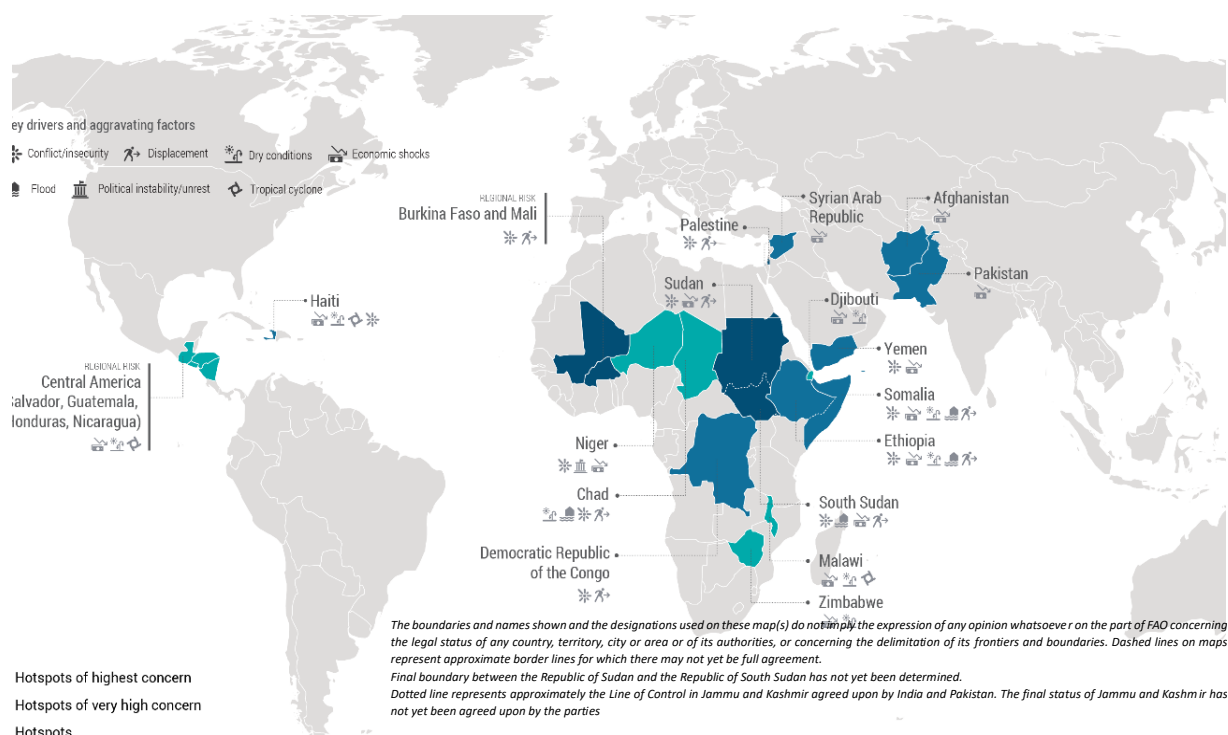 ey drivers and aggravating factors
Conflict/insecurity Displacement Dry conditions Economic shocks
Flood Political instability/unrest Tropical cyclone
REGIONAL RISK
Burkina Faso and Mali
Palestine
Syrian Arab
Republic
Afghanistan
Pakistan
Sudan
Djibouti
Haiti
Yemen
Somalia
Ethiopia
REGIONAL RISK
Central America
Salvador, Guatemala,
Honduras, Nicaragua)
Niger
Chad
South Sudan
Democratic Republic
of the Congo
Malawi
Zimbabwe
The boundaries and names shown and the designations used on these map(s) do not imply the expression of any opinion whatsoever on the part of FAO concerning
the legal status of any country, territory, city or area or of its authorities, or concerning the delimitation of its frontiers and boundaries. Dashed lines on maps
represent approximate border lines for which there may not yet be full agreement.
Final boundary between the Republic of Sudan and the Republic of South Sudan has not yet been determined.
Dotted line represents approximately the Line of Control in Jammu and Kashmir agreed upon by India and Pakistan. The final status of Jammu and Kashmir has
not yet been agreed upon by the parties
Hotspots of highest concern
Hotspots of very high concern
Hotspots